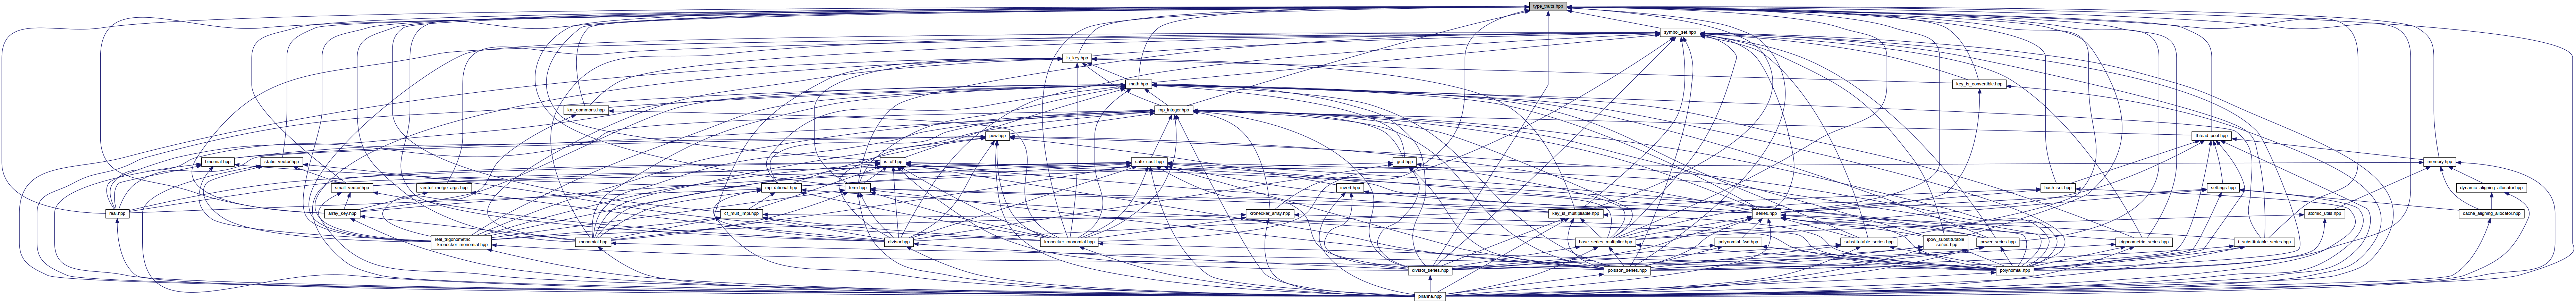 type_traits.hpp
symbol_set.hpp
is_key.hpp
math.hpp
key_is_convertible.hpp
km_commons.hpp
mp_integer.hpp
pow.hpp
thread_pool.hpp
binomial.hpp
static_vector.hpp
is_cf.hpp
safe_cast.hpp
gcd.hpp
memory.hpp
small_vector.hpp
vector_merge_args.hpp
mp_rational.hpp
term.hpp
invert.hpp
hash_set.hpp
settings.hpp
dynamic_aligning_allocator.hpp
real.hpp
array_key.hpp
cf_mult_impl.hpp
kronecker_array.hpp
key_is_multipliable.hpp
series.hpp
atomic_utils.hpp
cache_aligning_allocator.hpp
real_trigonometric
_kronecker_monomial.hpp
monomial.hpp
divisor.hpp
kronecker_monomial.hpp
base_series_multiplier.hpp
polynomial_fwd.hpp
substitutable_series.hpp
ipow_substitutable
_series.hpp
power_series.hpp
trigonometric_series.hpp
t_substitutable_series.hpp
divisor_series.hpp
poisson_series.hpp
polynomial.hpp
piranha.hpp